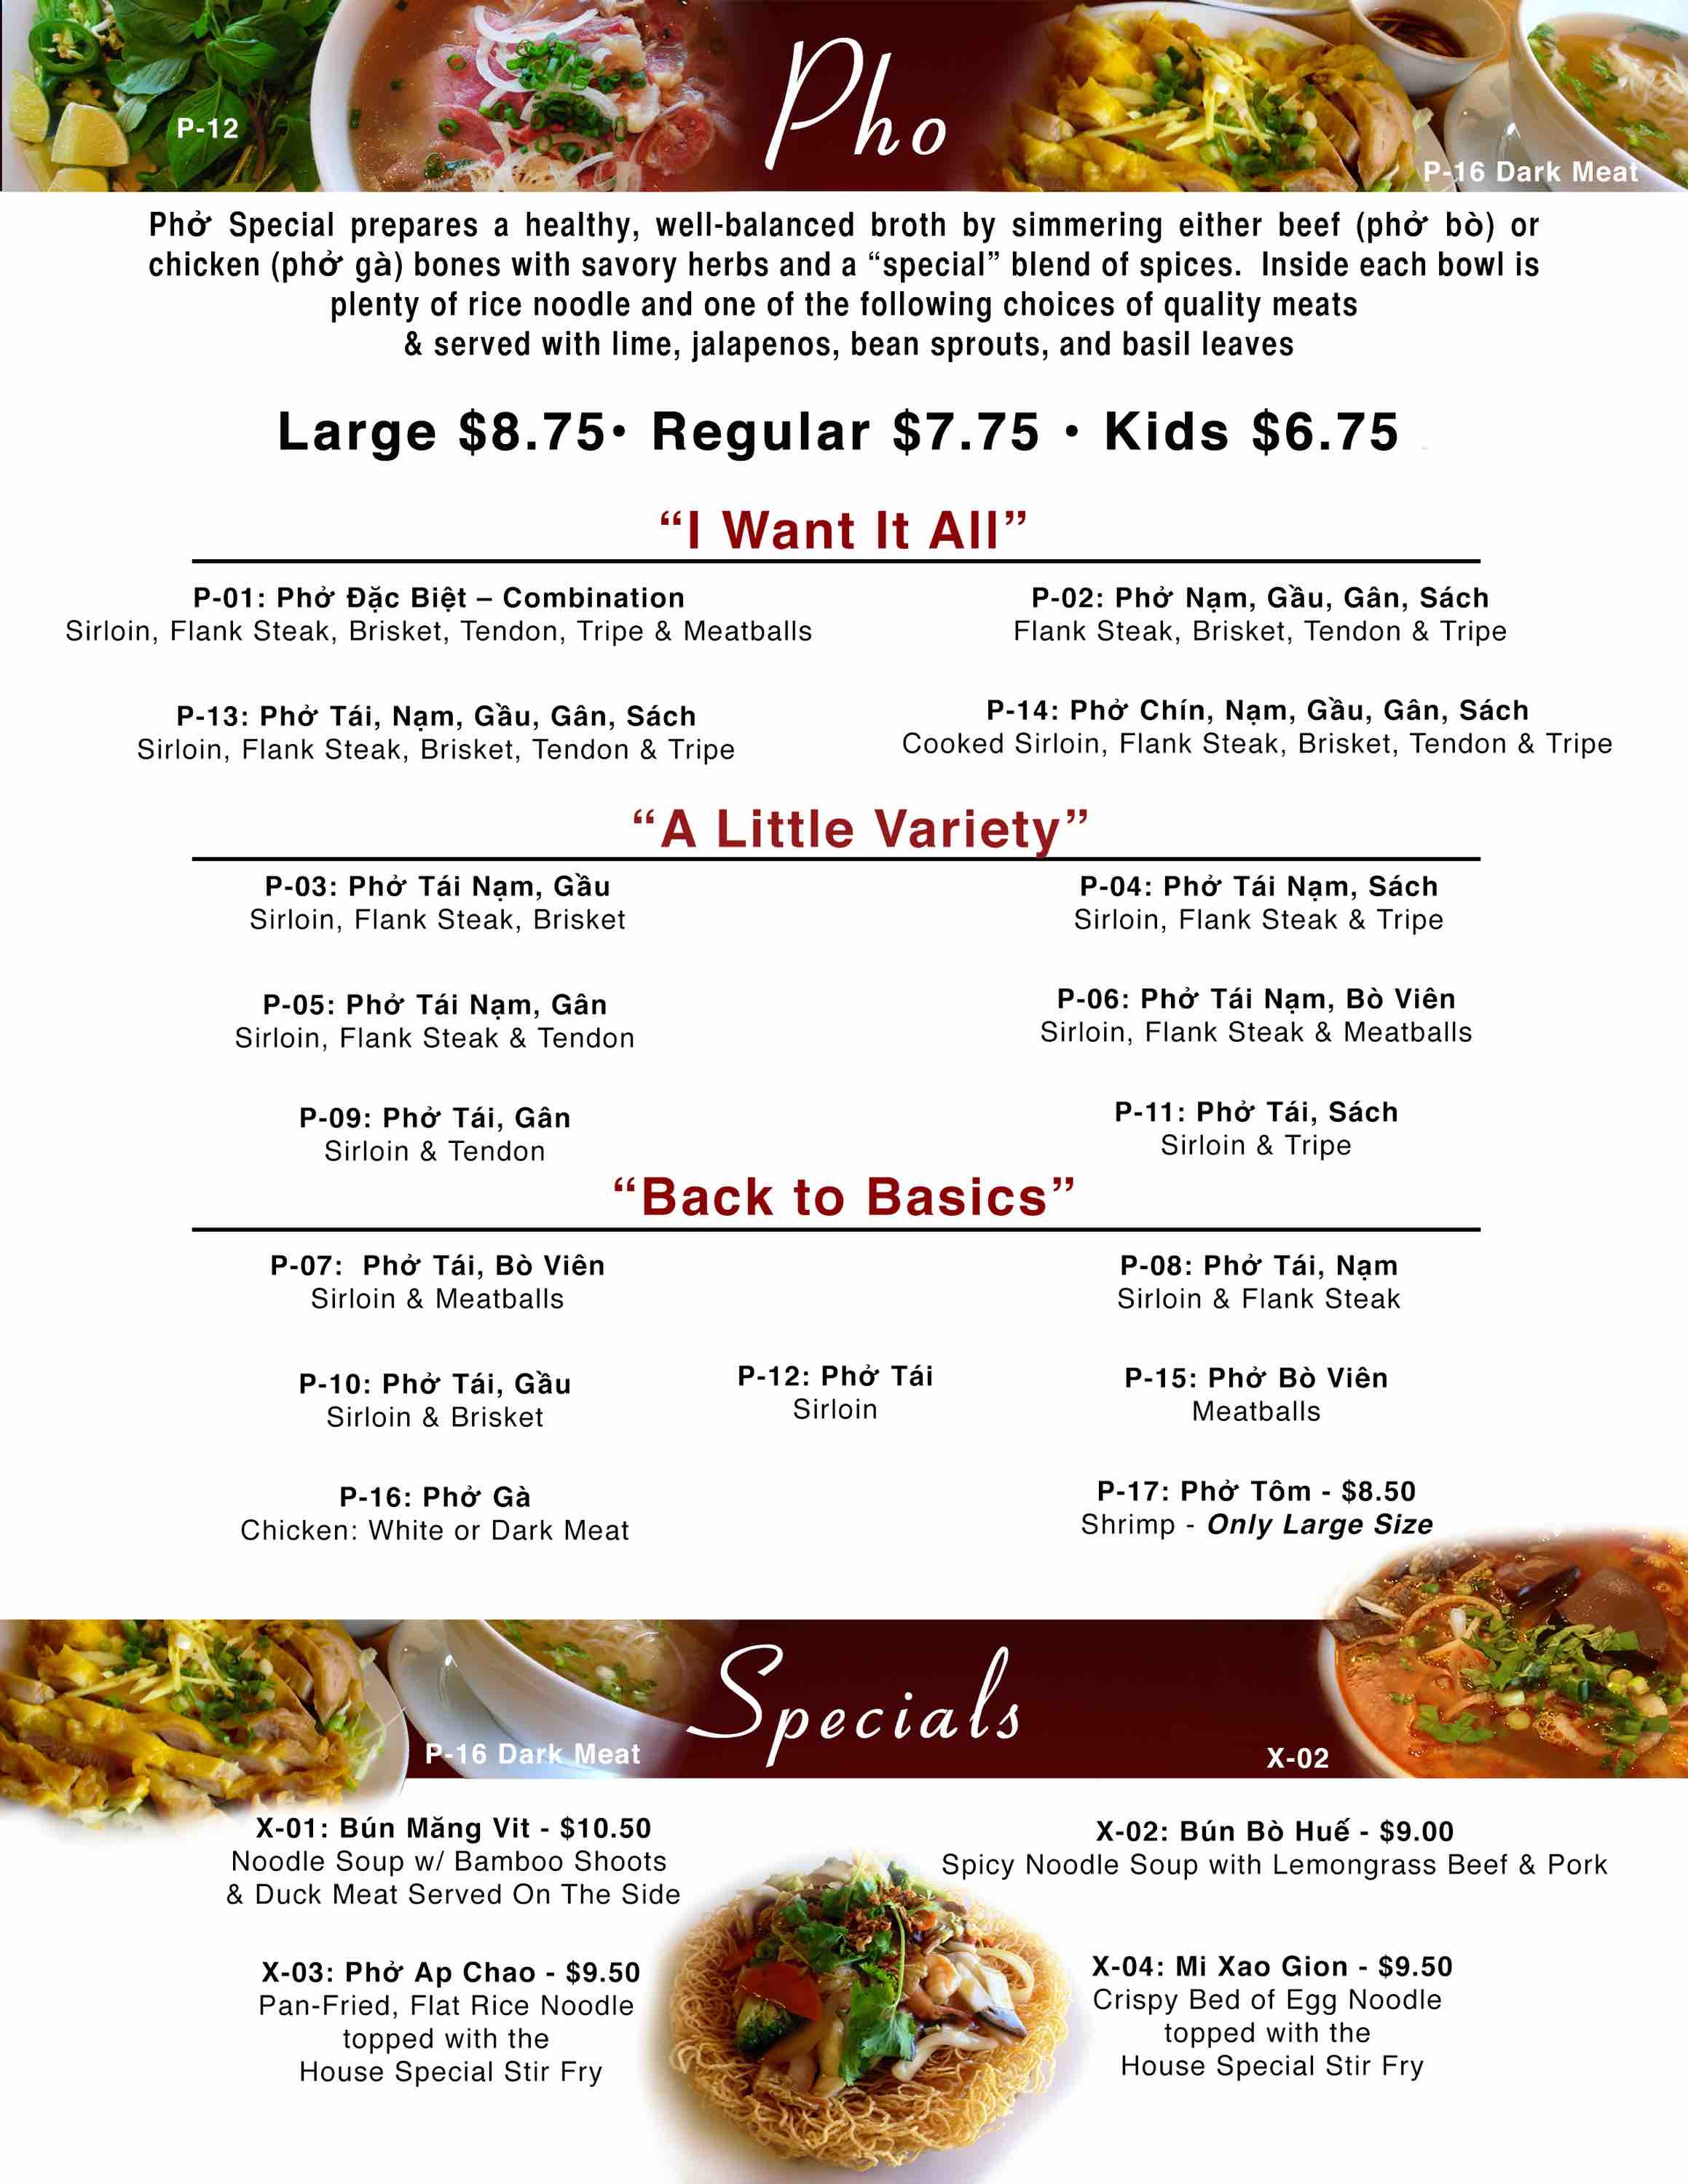 Pho
P-12
P-16 Dark Meat
Phở Special prepares a healthy, well-balanced broth by simmering either beef (phở bò) or
chicken (phở gà) bones with savory herbs and a “special” blend of spices. Inside each bowl is
plenty of rice noodle and one of the following choices of quality meats
& served with lime, jalapenos, bean sprouts, and basil leaves
Large $8.75• Regular $7.75 • Kids $6.75
“I Want It All”
P-01: Phở Đặc Biệt – Combination
Sirloin, Flank Steak, Brisket, Tendon, Tripe & Meatballs
P-02: Phở Nạm, Gầu, Gân, Sách
Flank Steak, Brisket, Tendon & Tripe
P-13: Phở Tái, Nạm, Gầu, Gân, Sách
Sirloin, Flank Steak, Brisket, Tendon & Tripe
P-14: Phở Chín, Nạm, Gầu, Gân, Sách
Cooked Sirloin, Flank Steak, Brisket, Tendon & Tripe
“A Little Variety”
P-03: Phở Tái Nạm, Gầu
Sirloin, Flank Steak, Brisket
P-04: Phở Tái Nạm, Sách
Sirloin, Flank Steak & Tripe
P-05: Phở Tái Nạm, Gân
Sirloin, Flank Steak & Tendon
P-06: Phở Tái Nạm, Bò Viên
Sirloin, Flank Steak & Meatballs
P-09: Phở Tái, Gân
Sirloin & Tendon
P-11: Phở Tái, Sách
Sirloin & Tripe
“Back to Basics”
P-07: Phở Tái, Bò Viên
Sirloin & Meatballs
P-08: Phở Tái, Nạm
Sirloin & Flank Steak
P-10: Phở Tái, Gầu
Sirloin & Brisket
P-12: Phở Tái
Sirloin
P-15: Phở Bò Viên
Meatballs
P-16: Phở Gà
Chicken: White or Dark Meat
P-17: Phở Tôm - $8.50
Shrimp - Only Large Size
Specials
P-16 Dark Meat
X-02
X-01: Bún Măng Vit - $10.50
Noodle Soup w/ Bamboo Shoots
& Duck Meat Served On The Side
X-02: Bún Bò Huế - $9.00
Spicy Noodle Soup with Lemongrass Beef & Pork
X-03: Phở Ap Chao - $9.50
Pan-Fried, Flat Rice Noodle
topped with the
House Special Stir Fry
X-04: Mi Xao Gion - $9.50
Crispy Bed of Egg Noodle
topped with the
House Special Stir Fry